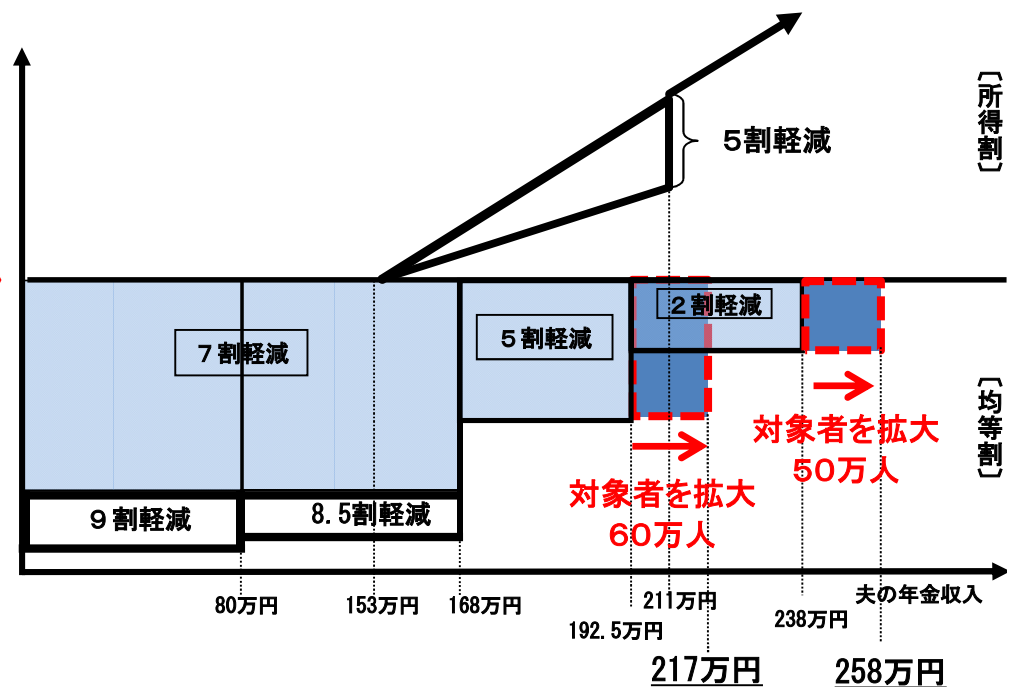 〔所得割〕
５割軽減
７割軽減
５割軽減
２割軽減
〔均等割〕
対象者を拡大
５０万人
対象者を拡大
６０万人
９割軽減
8.5割軽減
夫の年金収入
80万円
153万円
168万円
192.5万円
211万円
238万円
217万円
258万円